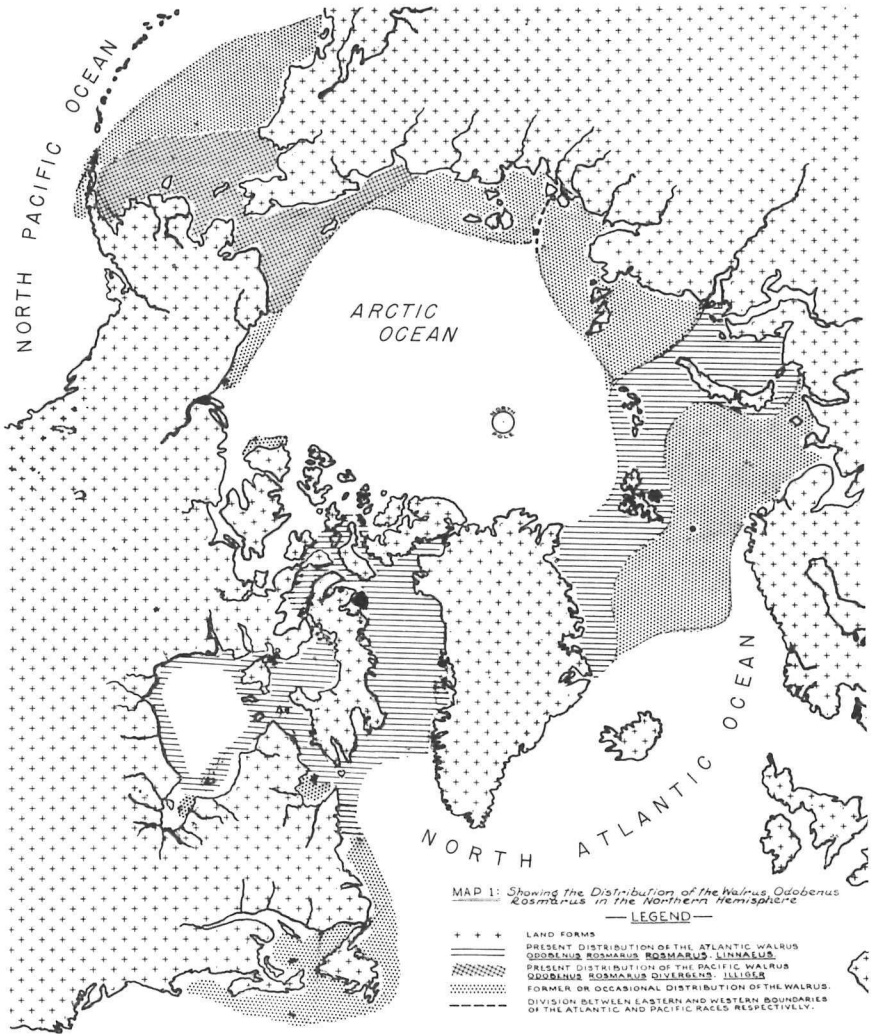 NORTH PACIFIC OCEAN
ARCTIC
OCEAN
NORTH
POLE
NORTH ATLANTIC OCEAN
MAP 1: Showing the Distribution of the Walrus, Odobenus
Rosmarus in the Northern Hemisphere
— LEGEND —
LAND FORMS
PRESENT DISTRIBUTION OF THE ATLANTIC WALRUS
ODOBENUS ROSMARUS ROSMARUS. LINNAEUS.
PRESENT DISTRIBUTION OF THE PACIFIC WALRUS
ODOBENUS ROSMARUS DIVERGENS. ILLIGER
FORMER OR OCCASIONAL DISTRIBUTION OF THE WALRUS.
DIVISION BETWEEN EASTERN AND WESTERN BOUNDARIES
OF THE ATLANTIC AND PACIFIC RACES RESPECTIVLY.